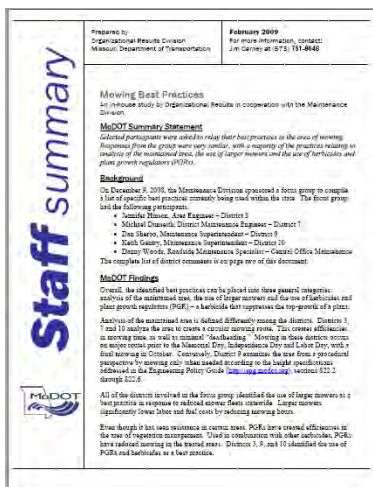 Prepared by
Organizational Results Division
Missouri Department of Transportation
February 2009
For more information, contact:
Jim Carney at (573) 751-8648
Staff summary
Mowing Best Practices
An in-house study by Organizational Results in cooperation with the Maintenance
Division.
MoDOT Summary Statement
Selected participants were asked to relay their best practices in the area of mowing.
Responses from the group were very similar, with a majority of the practices relating to
analysis of the maintained area, the use of larger mowers and the use of herbicides and
plant growth regulators (PGRs).
Background
On December 9, 2008, the Maintenance Division sponsored a focus group to compile
a list of specific best practices currently being used within the state. The focus group
had the following participants:
• Jennifer Hinson, Area Engineer – District 3
• Michael Dunseth, District Maintenance Engineer – District 7
• Dan Sherbo, Maintenance Superintendent – District 9
• Keith Gentry, Maintenance Superintendent – District 10
• Danny Woods, Roadside Maintenance Specialist – Central Office Maintenance
The complete list of district comments is on page two of this document.
MoDOT Findings
Overall, the identified best practices can be placed into three general categories:
analysis of the maintained area, the use of larger mowers and the use of herbicides and
plant growth regulators (PGR) – a herbicide that suppresses the top-growth of a plant.
Analysis of the maintained area is defined differently among the districts. Districts 3,
7 and 10 analyze the area to create a circular mowing route. This creates efficiencies
in mowing time, as well as minimal "deadheading." Mowing in these districts occurs
on major routes prior to the Memorial Day, Independence Day and Labor Day, with a
final mowing in October. Conversely, District 9 examines the area from a procedural
perspective by mowing only when needed according to the height specifications
addressed in the Engineering Policy Guide (http://epg.modot.org), sections 822.2
through 822.6.
All of the districts involved in the focus group identified the use of larger mowers as a
best practice in response to reduced mower fleets statewide. Larger mowers
significantly lower labor and fuel costs by reducing mowing hours.
Even though it has seen resistance in certain areas, PGRs have created efficiencies in
the area of vegetation management. Used in combination with other herbicides, PGRs
have reduced mowing in the treated areas. Districts 3, 9, and 10 identified the use of
PGRs and herbicides as a best practice.
MoDOT